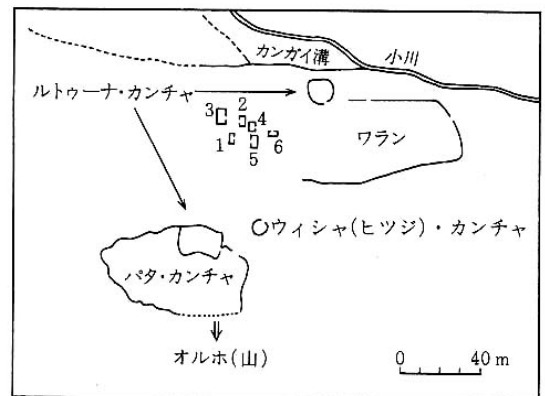 カンガイ溝
小川
ルトゥーナ・カンチャ
3 2 4
1 5 6
ワラン
ウィシャ(ヒツジ)・カンチャ
パタ・カンチャ
オルホ(山)
0 40 m